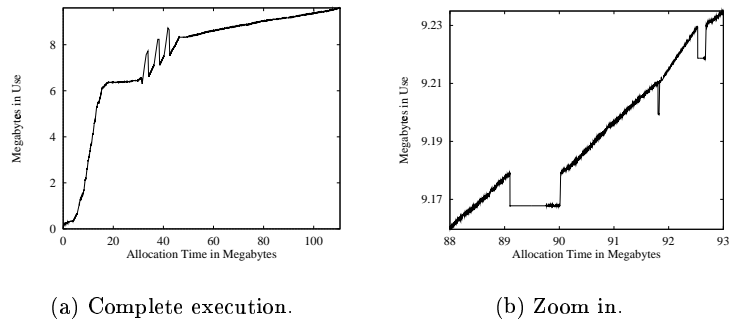 8
6
4
2
0
Megabytes in Use
0 20 40 60 80 100
Allocation Time in Megabytes
(a) Complete execution.
9.23
9.21
9.19
9.17
Megabytes in Use
88 89 90 91 92 93
Allocation Time in Megabytes
(b) Zoom in.